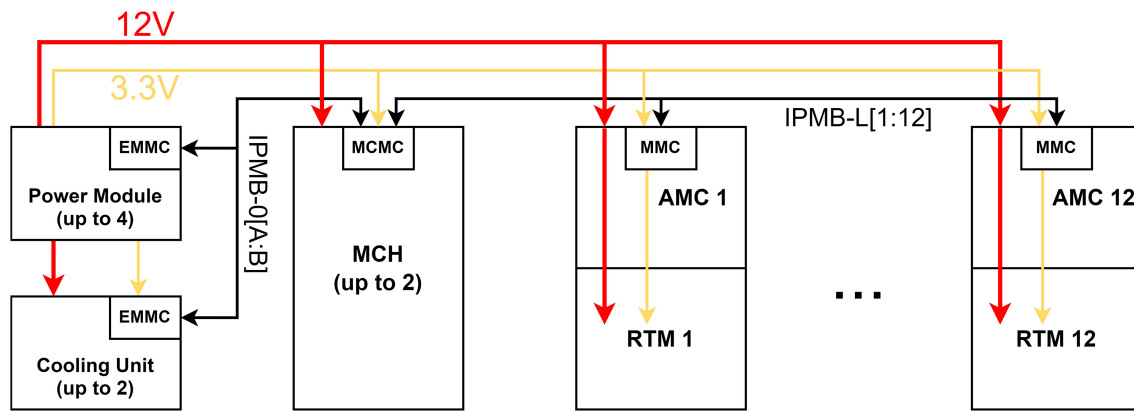 12V
3.3V
IPMB-0[A:B]
IPMB-L[1:12]
EMMC
Power Module
(up to 4)
EMMC
Cooling Unit
(up to 2)
MCMC
MCH
(up to 2)
MMC
AMC 1
RTM 1
...
MMC
AMC 12
RTM 12